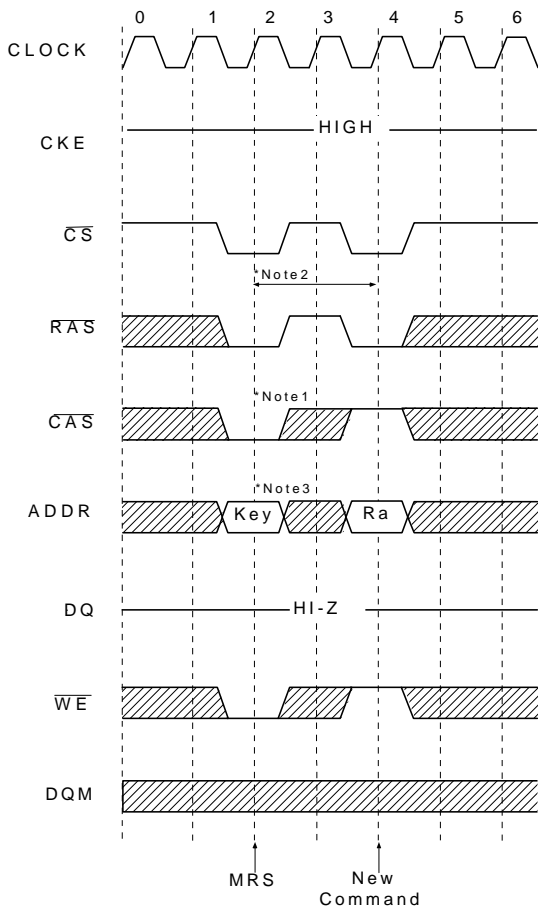 0 1 2 3 4 5 6
CLOCK
HIGH
CKE
CS
*Note2
RAS
*Note1
CAS
*Note3
ADDR Key Ra
DQ HI-Z
WE
DQM
MRS New
Command